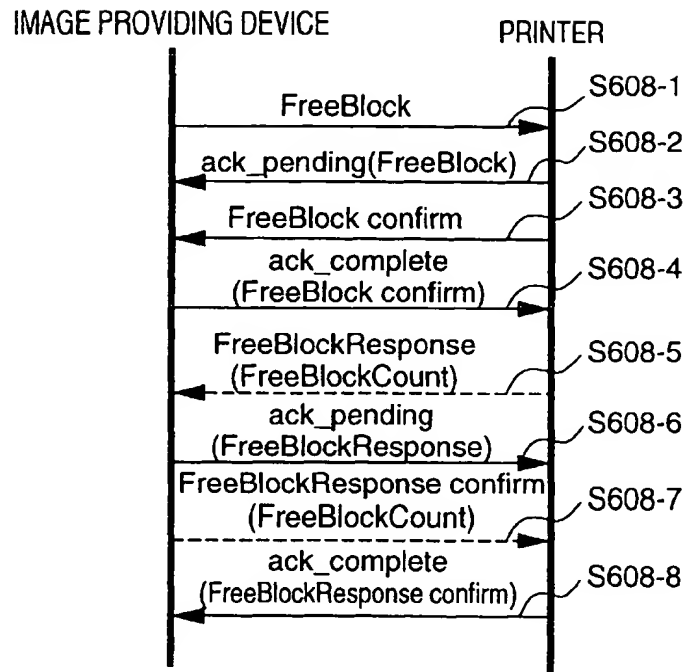 IMAGE PROVIDING DEVICE
PRINTER
FreeBlock
S608-1
ack_pending(FreeBlock)
S608-2
FreeBlock confirm
S608-3
ack_complete
(FreeBlock confirm)
S608-4
FreeBlockResponse
(FreeBlockCount)
S608-5
ack_pending
(FreeBlockResponse)
S608-6
FreeBlockResponse confirm
(FreeBlockCount)
S608-7
ack_complete
(FreeBlockResponse confirm)
S608-8